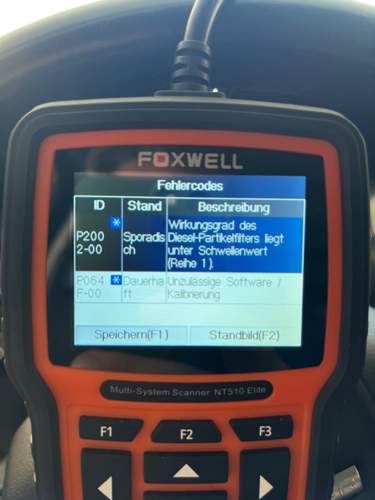 FOXWELL
Fehlercodes
ID Stand Beschreibung
* Wirkungsgrad des
P200 Sporadis Diesel-Partikelfilters liegt
2-00 ch unter Schwellenwert
(Reihe 1).
P064 * Dauerha Unzulässige Software /
F-00 ft Kalibrierung
Speichern(F1) Standbild(F2)
Multi-System Scanner NT510 Elite
F1 F2 F3